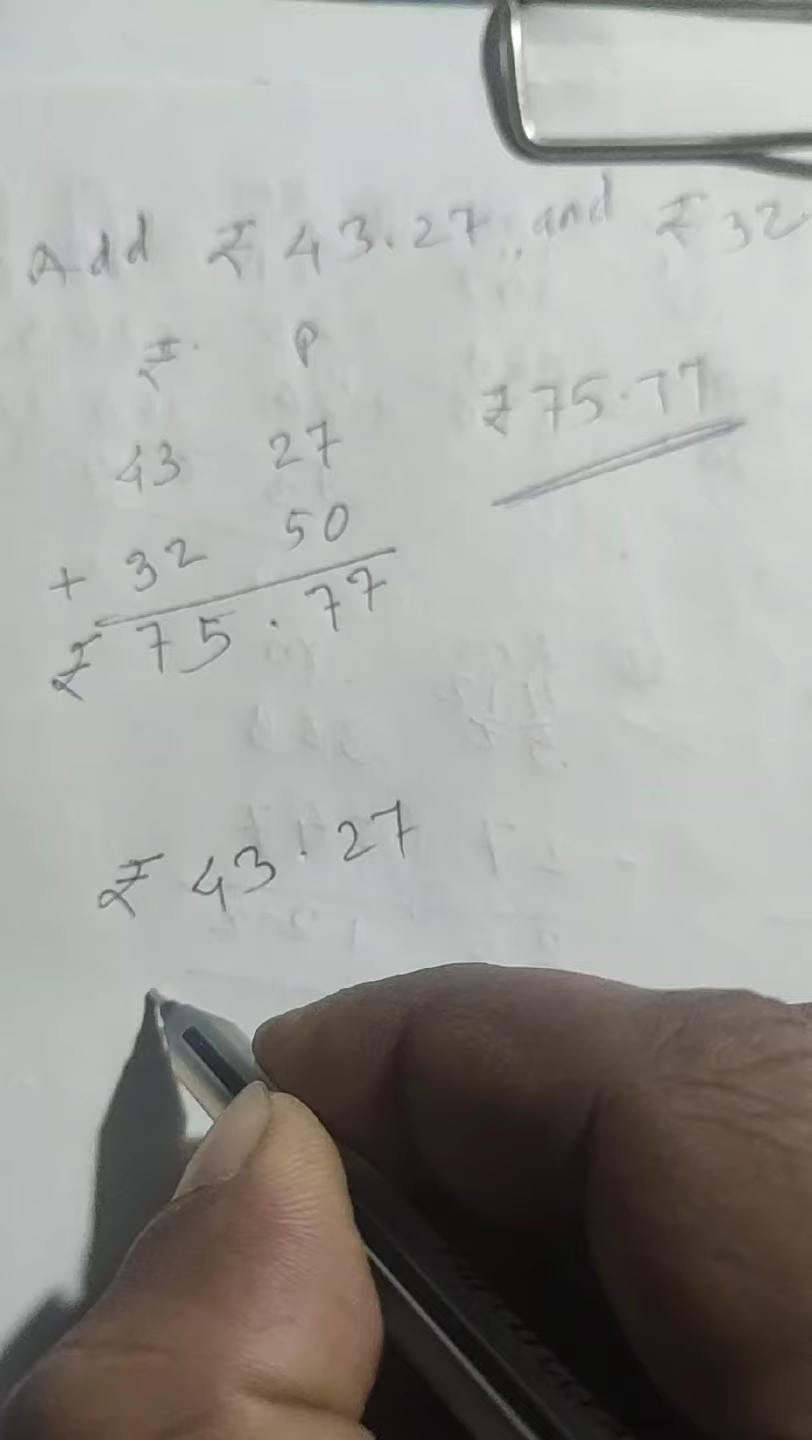 Add ₹ 43.27 and ₹ 32
₹ P
43 27
+ 32 50
₹ 75.77
₹ 75.77
₹ 43.27